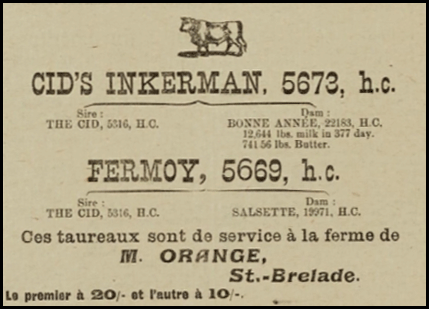 CID'S INKERMAN, 5673, h.c.
Sire : Dam :
THE CID, 5316, H.C. BONNE ANNÉE, 22183, H.C.
12,644 lbs. milk in 377 day.
741 56 lbs. Butter.
FERMOY, 5669, h.c.
Sire : Dam :
THE CID, 5316, H.C. SALSETTE, 19971, H.C.
Ces taureaux sont de service à la ferme de
M. ORANGE,
St.-Brelade.
Le premier à 20/- et l'autre à 10/-.